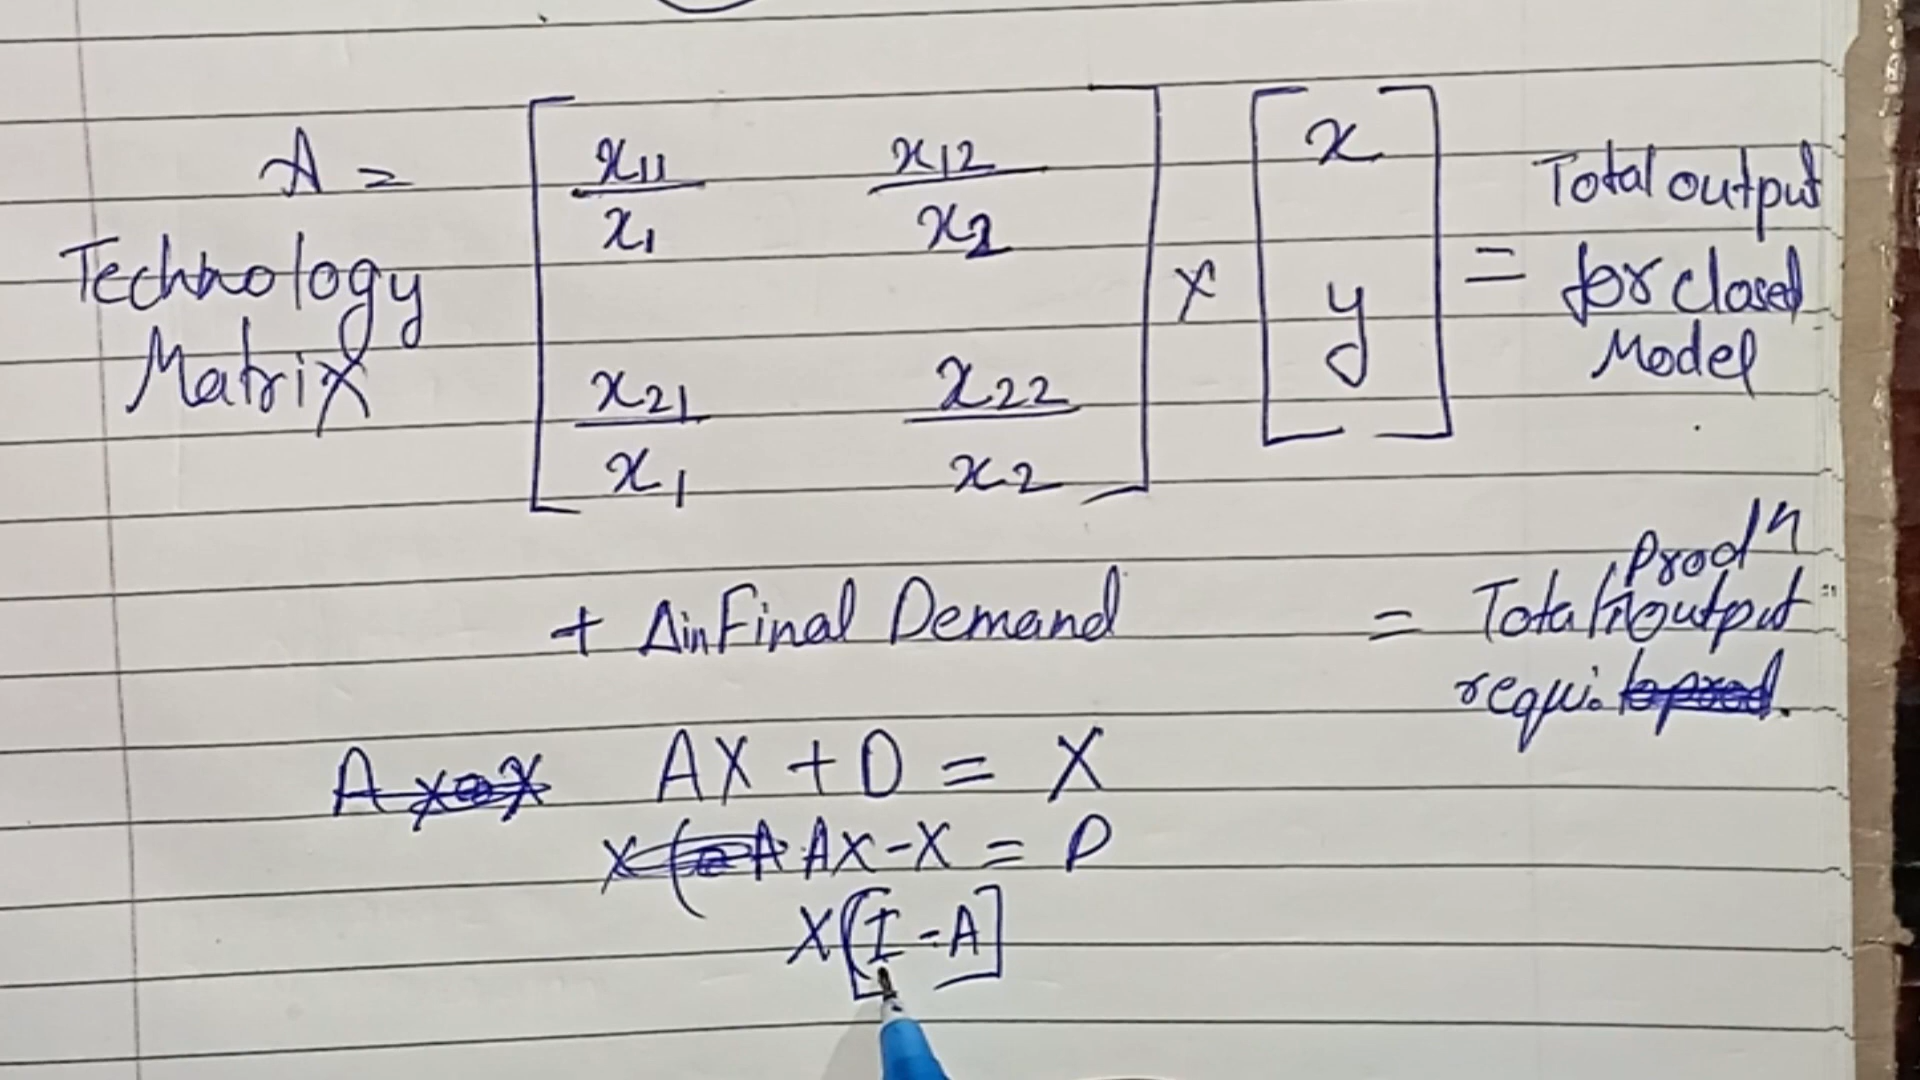 A = [ x11/x1 x12/x2 ; x21/x1 x22/x2 ] × [ x ; y ] = Total output for closed Model
Technology
Matrix
+ Δ in Final Demand = Total Prodn output requi.
A AX + D = X
AX - X = D
X [I - A]